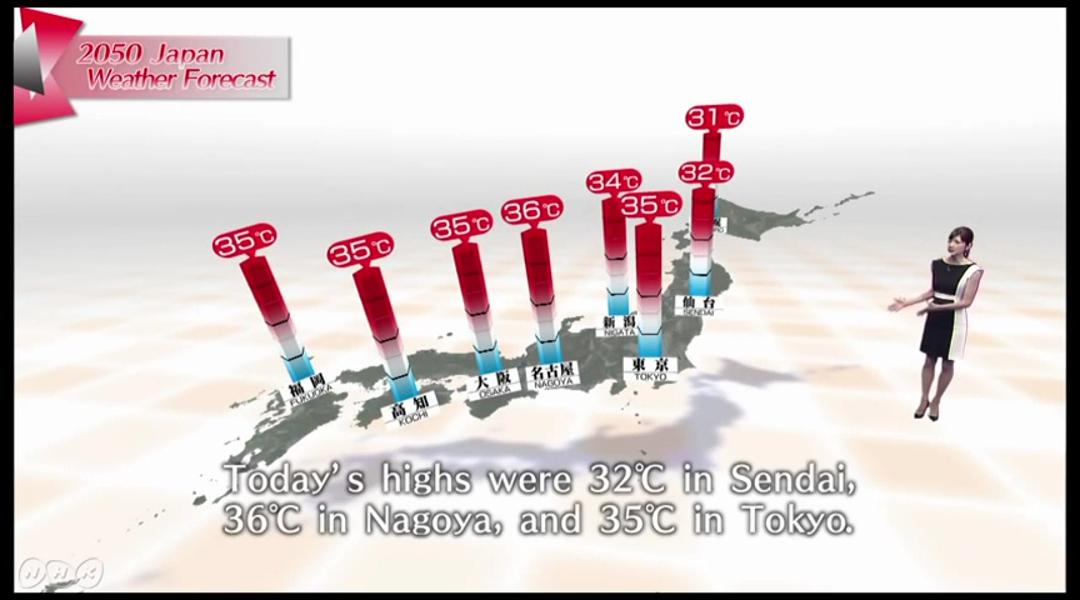 2050 Japan
Weather Forecast
31℃
32℃
34℃
35℃
36℃
35℃
35℃
35℃
仙台
SENDAI
新潟
NIIGATA
東京
TOKYO
名古屋
NAGOYA
大阪
OSAKA
福岡
FUKUOKA
高知
KOCHI
Today's highs were 32℃ in Sendai,
36℃ in Nagoya, and 35℃ in Tokyo.
NHK